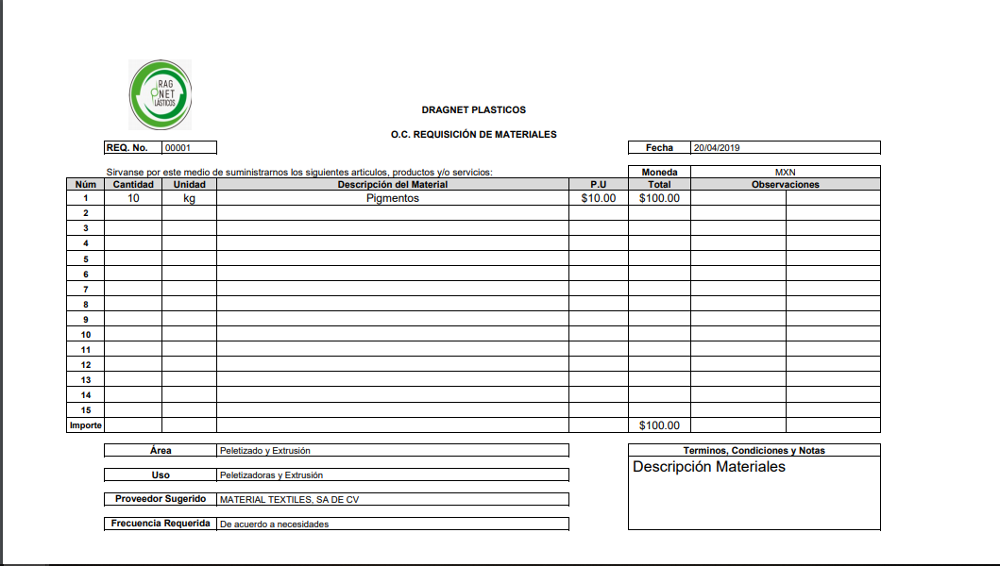 RAG
NET
LÁSTICOS
DRAGNET PLASTICOS
O.C. REQUISICIÓN DE MATERIALES
REQ. No. 00001 Fecha 20/04/2019
Sirvanse por este medio de suministrarnos los siguientes articulos, productos y/o servicios: Moneda MXN
Núm Cantidad Unidad Descripción del Material P.U Total Observaciones
1 10 kg Pigmentos $10.00 $100.00
2
3
4
5
6
7
8
9
10
11
12
13
14
15
Importe $100.00
Área Peletizado y Extrusión Terminos, Condiciones y Notas
Descripción Materiales
Uso Peletizadoras y Extrusión
Proveedor Sugerido MATERIAL TEXTILES, SA DE CV
Frecuencia Requerida De acuerdo a necesidades